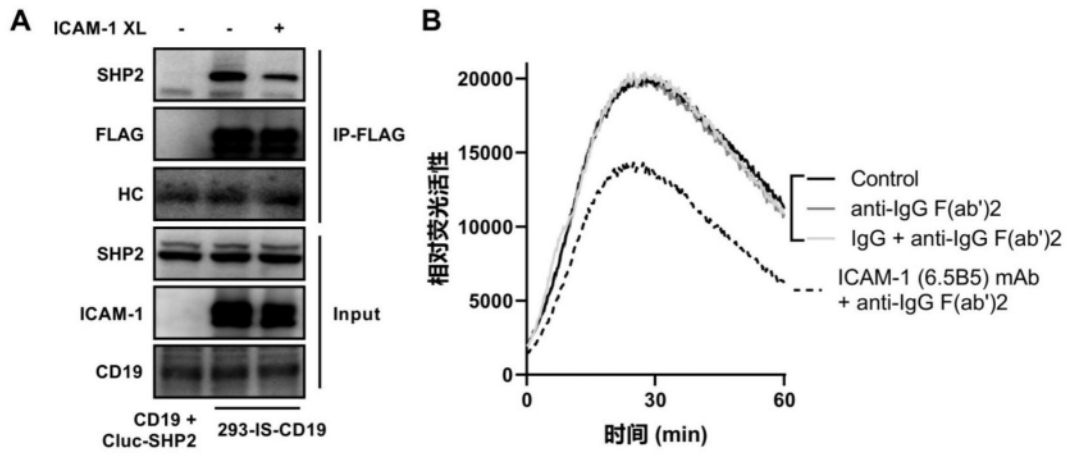 A
ICAM-1 XL - - +
SHP2
FLAG
HC
IP-FLAG
SHP2
ICAM-1
CD19
Input
CD19 +
Cluc-SHP2
293-IS-CD19
B
相对荧光活性
20000
15000
10000
5000
0
0 30 60
时间 (min)
Control
anti-IgG F(ab')2
IgG + anti-IgG F(ab')2
ICAM-1 (6.5B5) mAb
+ anti-IgG F(ab')2